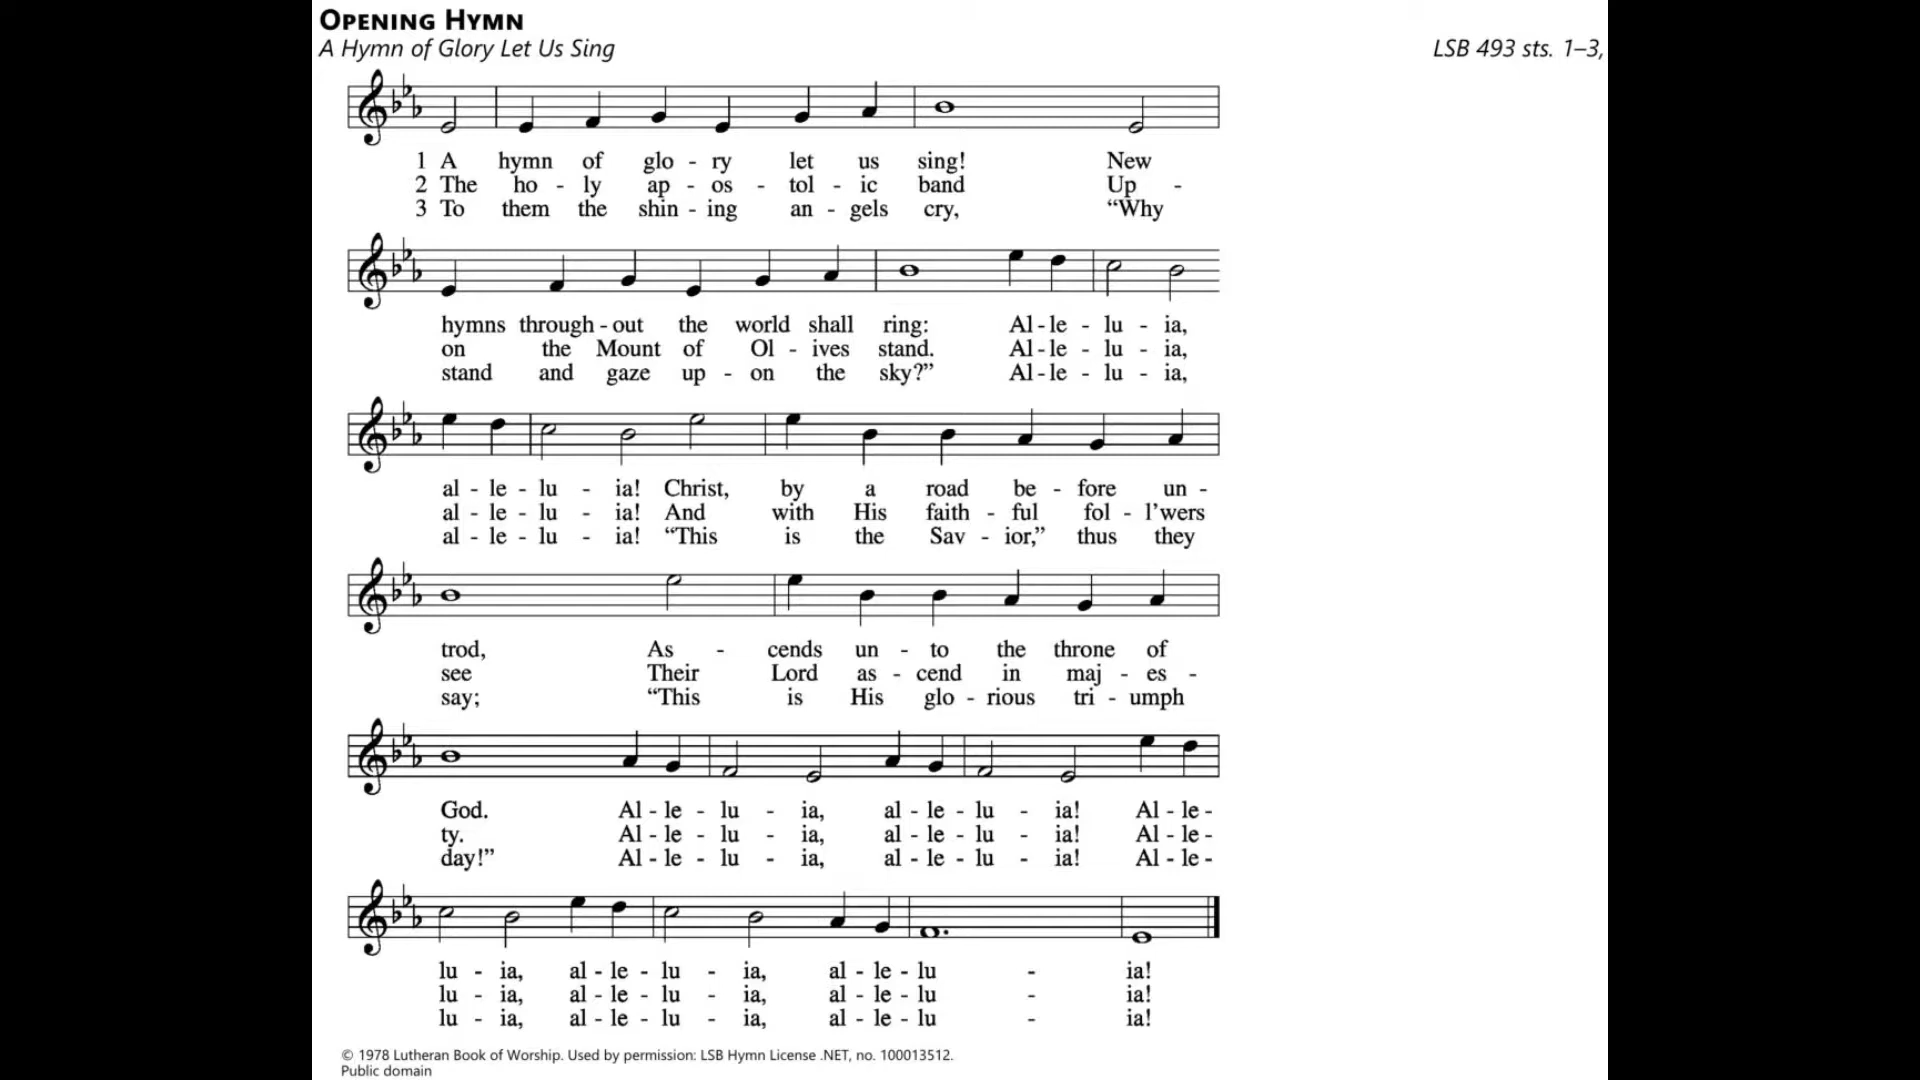 OPENING HYMN
A Hymn of Glory Let Us Sing LSB 493 sts. 1–3,
1 A hymn of glo - ry let us sing! New
2 The ho - ly ap - os - tol - ic band Up -
3 To them the shin - ing an - gels cry, “Why
hymns through - out the world shall ring: Al - le - lu - ia,
on the Mount of Ol - ives stand. Al - le - lu - ia,
stand and gaze up - on the sky?” Al - le - lu - ia,
al - le - lu - ia! Christ, by a road be - fore un -
al - le - lu - ia! And with His faith - ful fol - l’wers
al - le - lu - ia! “This is the Sav - ior,” thus they
trod, As - cends un - to the throne of
see Their Lord as - cend in maj - es -
say; “This is His glo - rious tri - umph
God. Al - le - lu - ia, al - le - lu - ia! Al - le -
ty. Al - le - lu - ia, al - le - lu - ia! Al - le -
day!” Al - le - lu - ia, al - le - lu - ia! Al - le -
lu - ia, al - le - lu - ia, al - le - lu - ia!
lu - ia, al - le - lu - ia, al - le - lu - ia!
lu - ia, al - le - lu - ia, al - le - lu - ia!
© 1978 Lutheran Book of Worship. Used by permission: LSB Hymn License .NET, no. 100013512.
Public domain